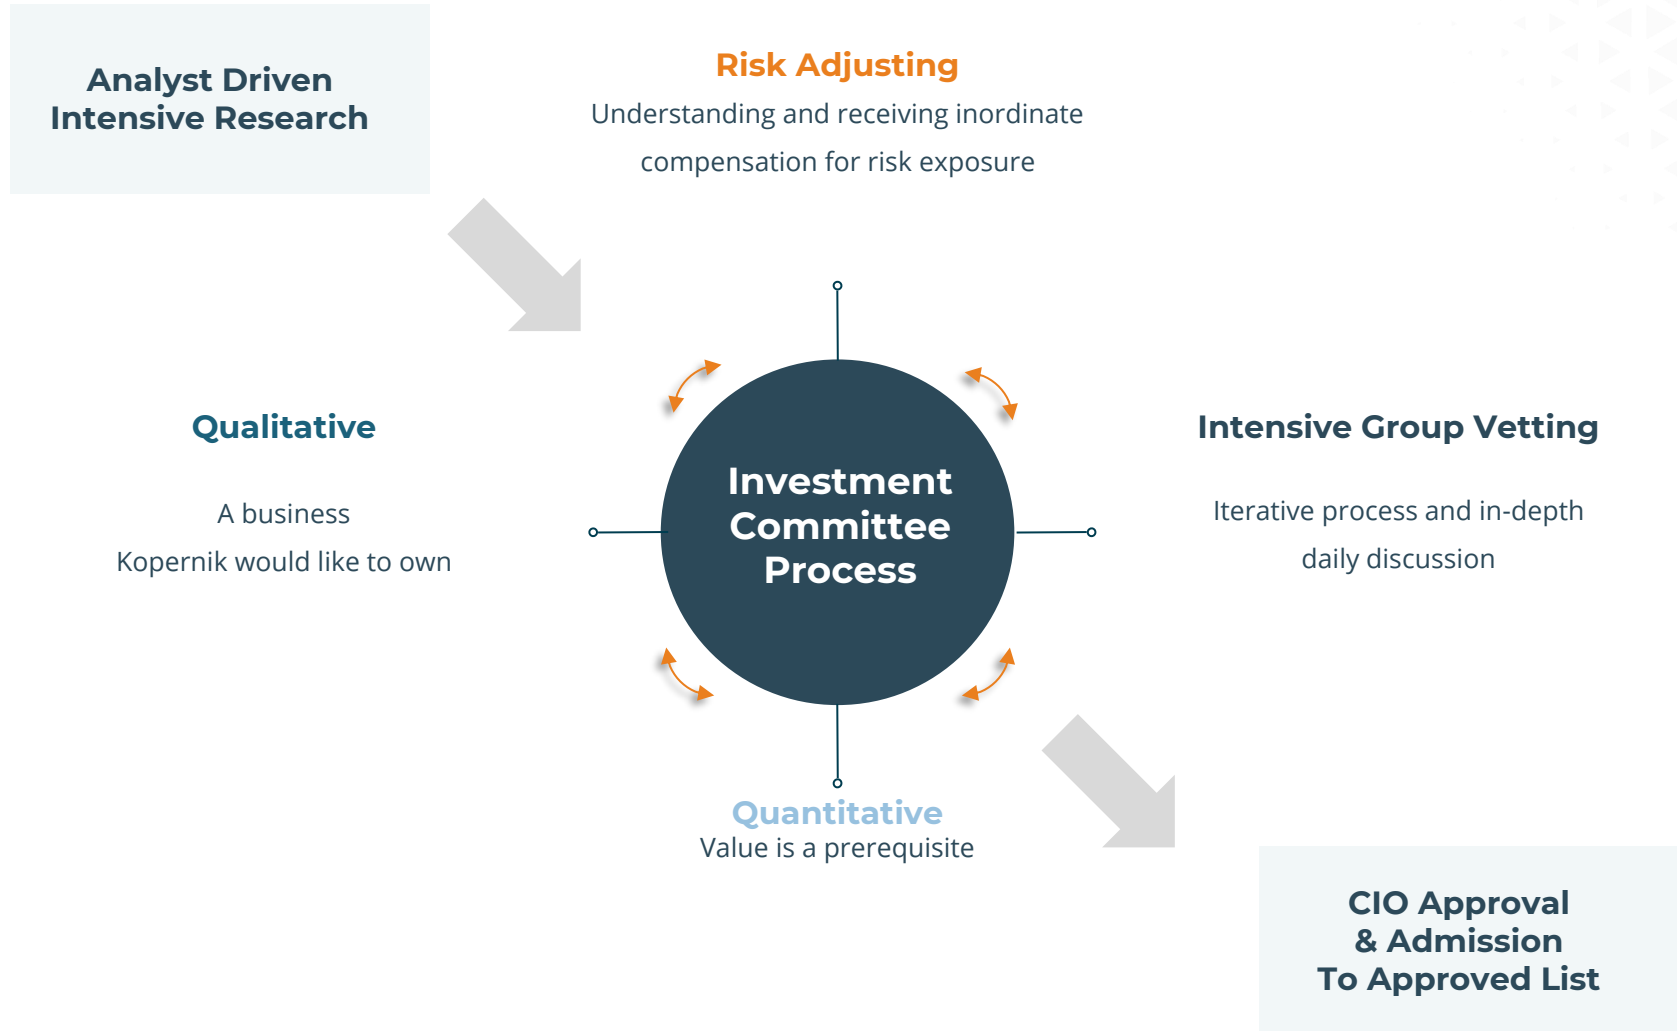 Analyst Driven
Intensive Research
Risk Adjusting
Understanding and receiving inordinate
compensation for risk exposure
Qualitative
A business
Kopernik would like to own
Investment
Committee
Process
Intensive Group Vetting
Iterative process and in-depth
daily discussion
Quantitative
Value is a prerequisite
CIO Approval
& Admission
To Approved List